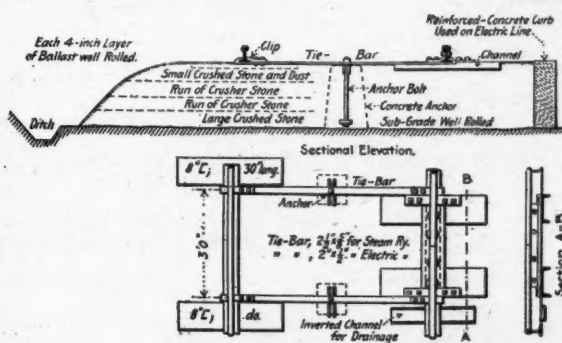 Reinforced-Concrete Curb
Used on Electric Line
Each 4-inch Layer
of Ballast well Rolled.
Clip
Tie- Bar
Channel
Small Crushed Stone and Dust
Run of Crusher Stone
Run of Crusher Stone
Large Crushed Stone
Anchor Bolt
Concrete Anchor
Sub-Grade Well Rolled
Ditch
Sectional Elevation.
8"[; 30"long.
Tie-Bar
Anchor
B
Tie-Bar, 2½"x⅜" for Steam Ry.
" " , 2"x½" " Electric "
8"[; do.
Inverted Channel
for Drainage
A
Section A-B.